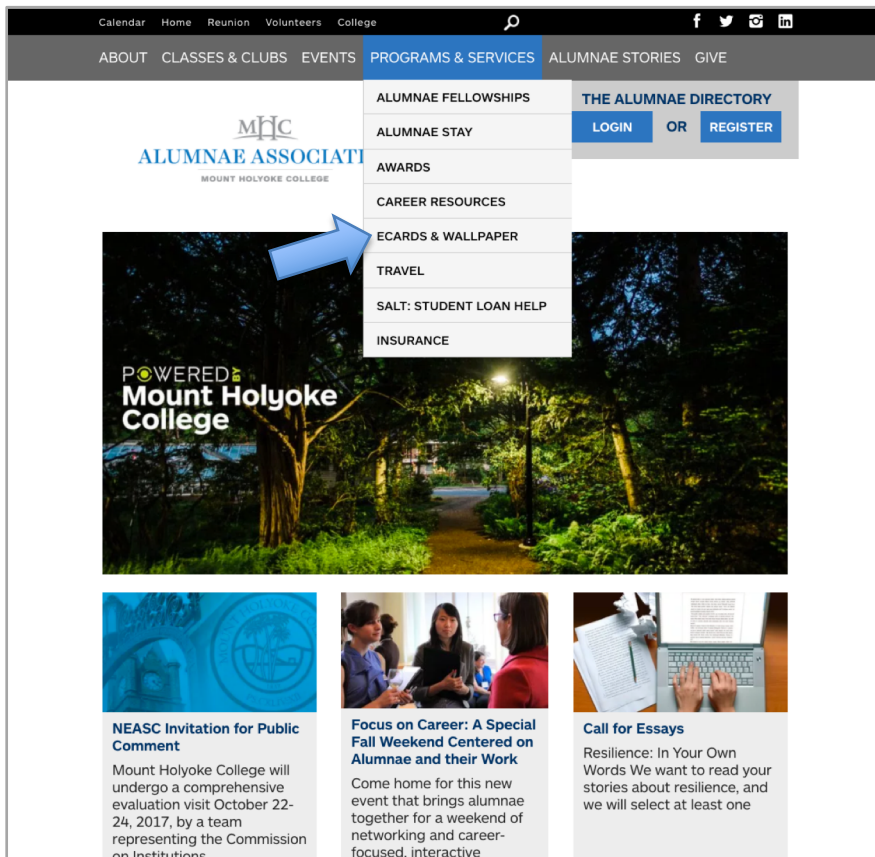 Calendar Home Reunion Volunteers College
ABOUT CLASSES & CLUBS EVENTS PROGRAMS & SERVICES ALUMNAE STORIES GIVE
ALUMNAE FELLOWSHIPS
ALUMNAE STAY
AWARDS
CAREER RESOURCES
ECARDS & WALLPAPER
TRAVEL
SALT: STUDENT LOAN HELP
INSURANCE
THE ALUMNAE DIRECTORY
LOGIN OR REGISTER
MHC
ALUMNAE ASSOCIATI
MOUNT HOLYOKE COLLEGE
POWERED BY
Mount Holyoke
College
NEASC Invitation for Public
Comment
Mount Holyoke College will
undergo a comprehensive
evaluation visit October 22-
24, 2017, by a team
representing the Commission
on Institutions
Focus on Career: A Special
Fall Weekend Centered on
Alumnae and their Work
Come home for this new
event that brings alumnae
together for a weekend of
networking and career-
focused, interactive
Call for Essays
Resilience: In Your Own
Words We want to read your
stories about resilience, and
we will select at least one